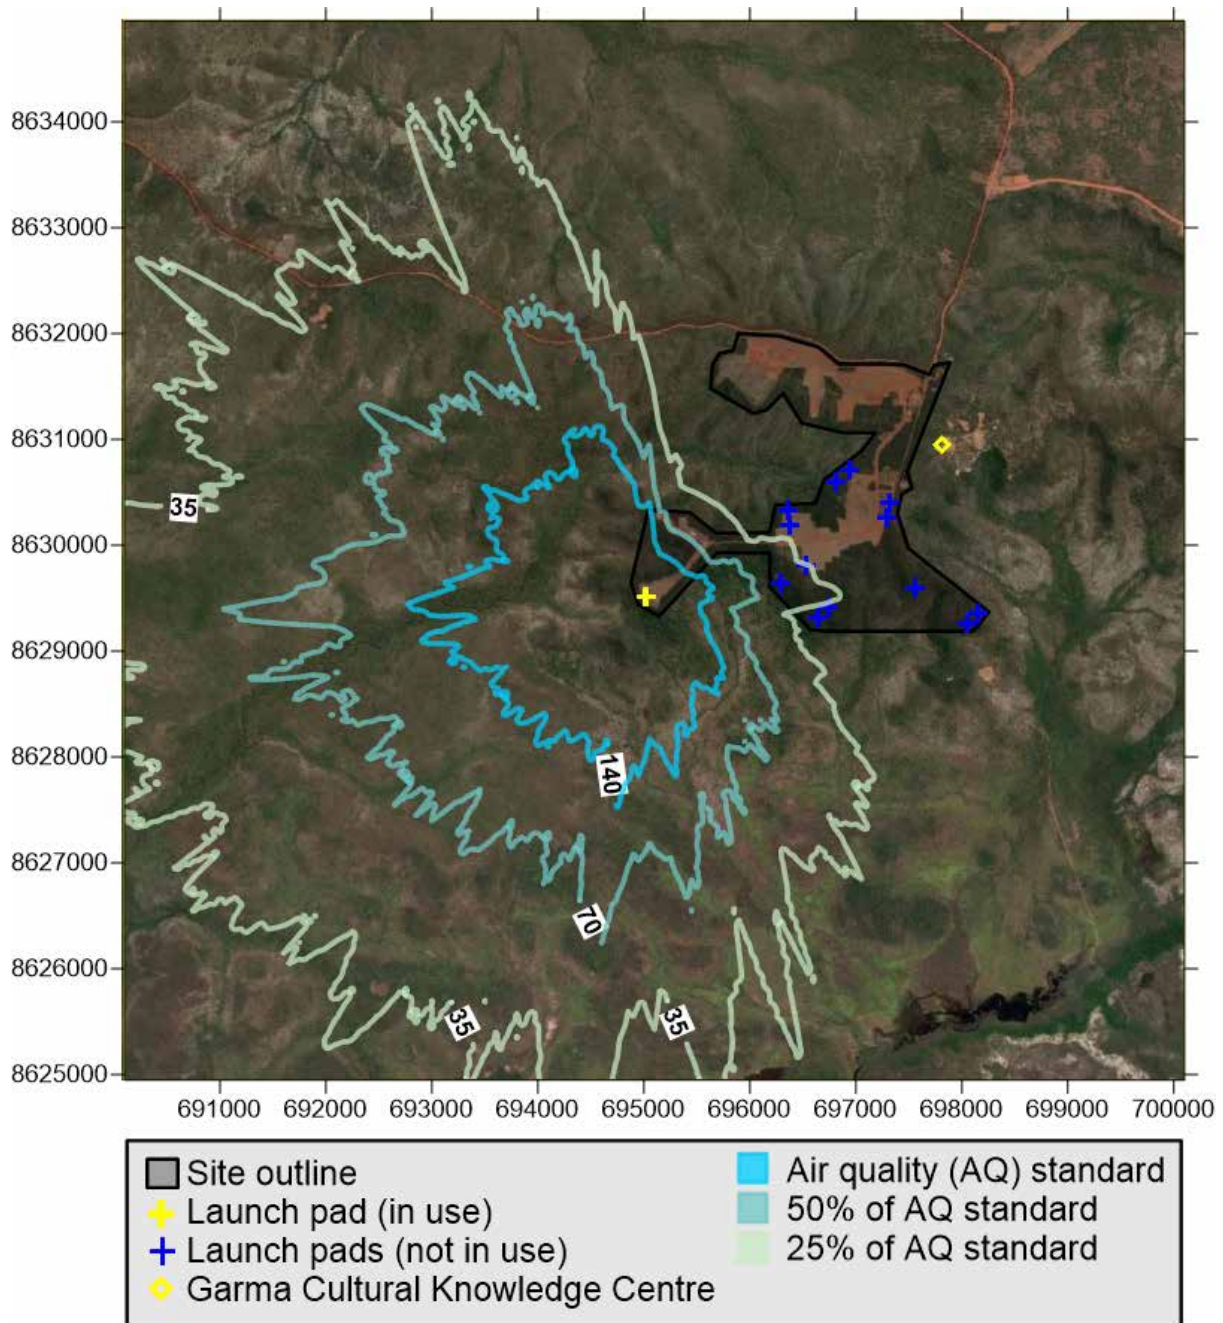 8634000
8633000
8632000
8631000
35
8630000
8629000
8628000
140
8627000
70
8626000
35
35
8625000
691000 692000 693000 694000 695000 696000 697000 698000 699000 700000
Site outline
Launch pad (in use)
Launch pads (not in use)
Garma Cultural Knowledge Centre
Air quality (AQ) standard
50% of AQ standard
25% of AQ standard